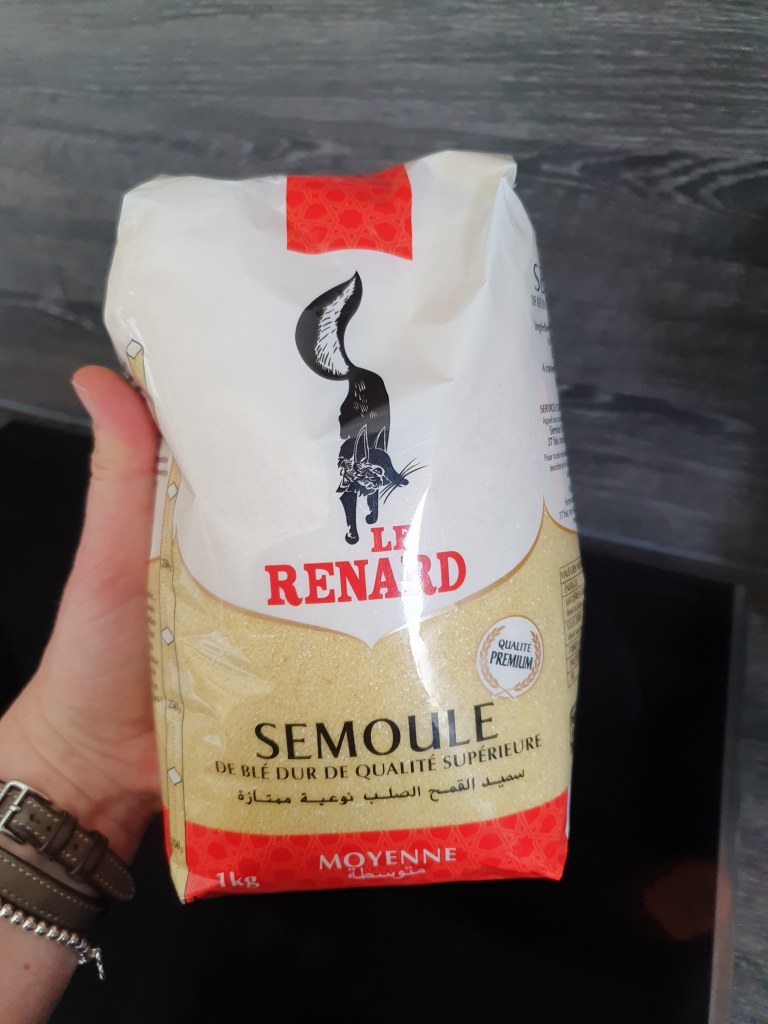 LE
RENARD
QUALITÉ
PREMIUM
SEMOULE
DE BLÉ DUR DE QUALITÉ SUPÉRIEURE
سميد القمح الصلب نوعية ممتازة
MOYENNE
متوسطة
1kg